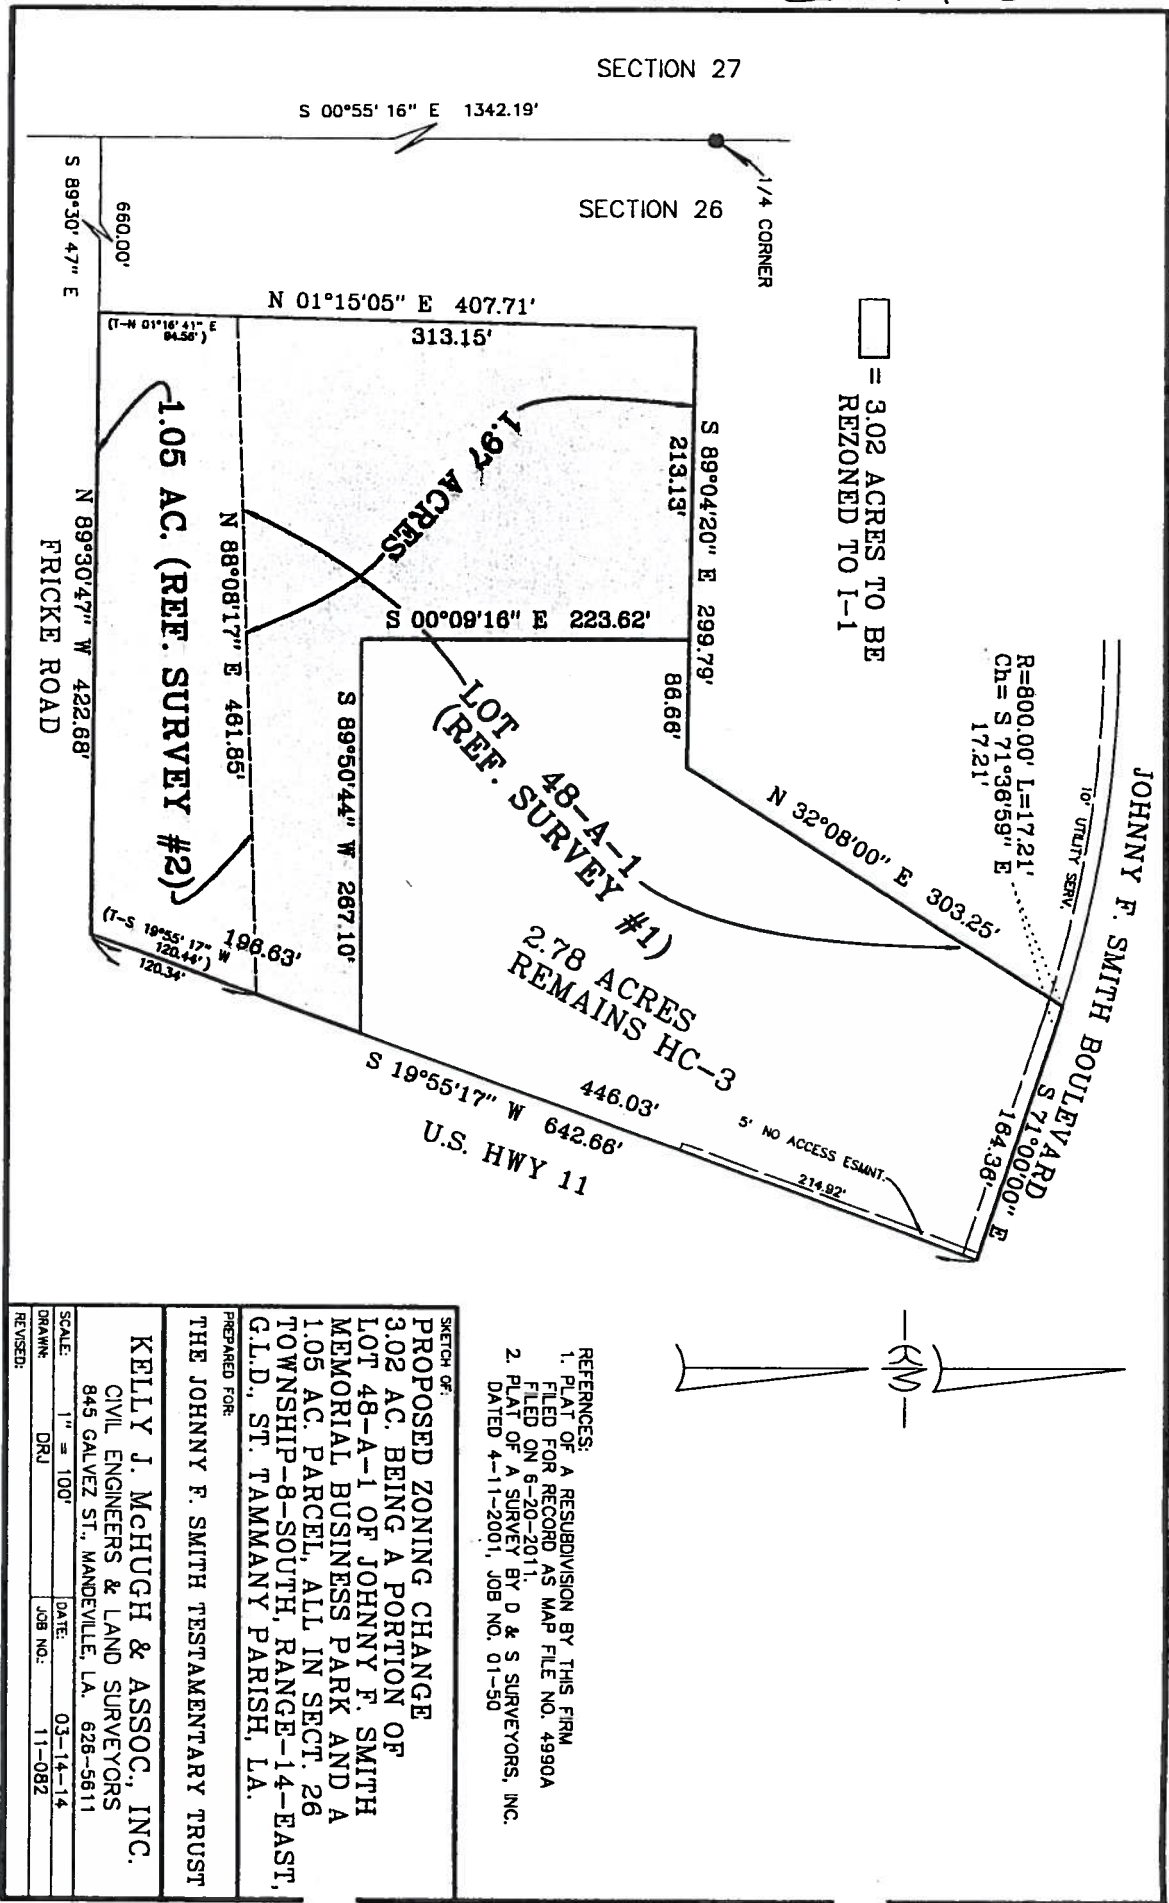 SECTION 27
S 00°55' 16" E 1342.19'
1/4 CORNER
SECTION 26
660.00'
S 89°30' 47" E
= 3.02 ACRES TO BE
REZONED TO I-1
N 01°15'05" E 407.71'
313.15'
(T-N 01°16' 41" E
94.56')
S 89°04'20" E 299.79'
213.13'
86.66'
1.97 ACRES
S 00°09'16" E 223.62'
N 88°08'17" E 461.85'
1.05 AC. (REF. SURVEY #2)
N 89°30'47" W 422.68'
FRICKE ROAD
S 89°50'44" W 267.10'
LOT 48-A-1
(REF. SURVEY #1)
2.78 ACRES
REMAINS HC-3
N 32°08'00" E 303.25'
R=800.00' L=17.21'
Ch= S 71°36'59" E
17.21'
10' UTILITY SERV.
JOHNNY F. SMITH BOULEVARD
S 71°00'00" E
184.36'
196.63'
(T-S 19°55' 17" W
120.44')
120.34'
S 19°55'17" W 642.66'
446.03'
U.S. HWY 11
5' NO ACCESS ESMNT.
214.92'
REFERNCES:
1. PLAT OF A RESUBDIVISION BY THIS FIRM
FILED FOR RECORD AS MAP FILE NO. 4990A
FILED ON 6-20-2011.
2. PLAT OF A SURVEY BY D & S SURVEYORS, INC.
DATED 4-11-2001, JOB NO. 01-50
SKETCH OF:
PROPOSED ZONING CHANGE
3.02 AC. BEING A PORTION OF
LOT 48-A-1 OF JOHNNY F. SMITH
MEMORIAL BUSINESS PARK AND A
1.05 AC. PARCEL, ALL IN SECT. 26
TOWNSHIP-8-SOUTH, RANGE-14-EAST,
G.L.D., ST. TAMMANY PARISH, LA.
PREPARED FOR:
THE JOHNNY F. SMITH TESTAMENTARY TRUST
KELLY J. McHUGH & ASSOC., INC.
CIVIL ENGINEERS & LAND SURVEYORS
845 GALVEZ ST., MANDEVILLE, LA. 626-5611
SCALE: 1" = 100' DATE: 03-14-14
DRAWN: DRJ JOB NO.: 11-082
REVISED: